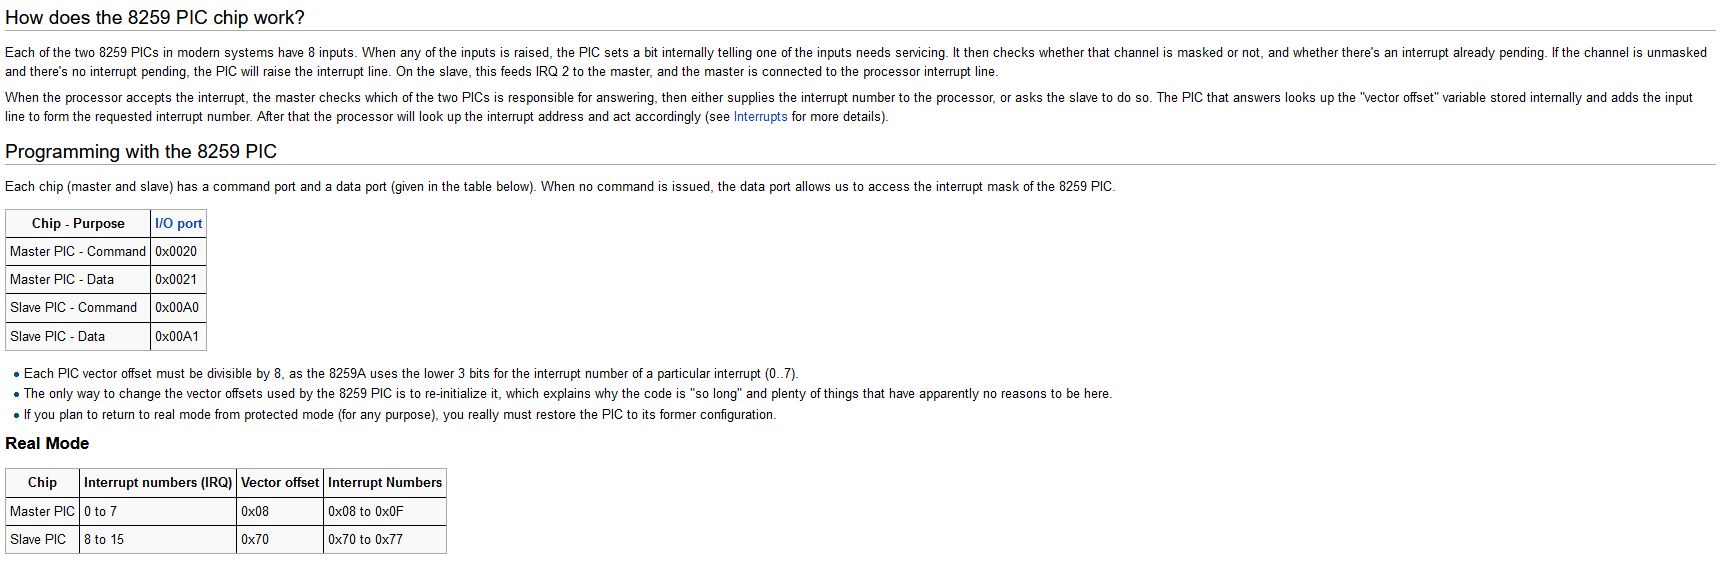 How does the 8259 PIC chip work?
Each of the two 8259 PICs in modern systems have 8 inputs. When any of the inputs is raised, the PIC sets a bit internally telling one of the inputs needs servicing. It then checks whether that channel is masked or not, and whether there's an interrupt already pending. If the channel is unmasked
and there's no interrupt pending, the PIC will raise the interrupt line. On the slave, this feeds IRQ 2 to the master, and the master is connected to the processor interrupt line.
When the processor accepts the interrupt, the master checks which of the two PICs is responsible for answering, then either supplies the interrupt number to the processor, or asks the slave to do so. The PIC that answers looks up the "vector offset" variable stored internally and adds the input
line to form the requested interrupt number. After that the processor will look up the interrupt address and act accordingly (see Interrupts for more details).
Programming with the 8259 PIC
Each chip (master and slave) has a command port and a data port (given in the table below). When no command is issued, the data port allows us to access the interrupt mask of the 8259 PIC.
Chip - Purpose I/O port
Master PIC - Command 0x0020
Master PIC - Data 0x0021
Slave PIC - Command 0x00A0
Slave PIC - Data 0x00A1
• Each PIC vector offset must be divisible by 8, as the 8259A uses the lower 3 bits for the interrupt number of a particular interrupt (0..7).
• The only way to change the vector offsets used by the 8259 PIC is to re-initialize it, which explains why the code is "so long" and plenty of things that have apparently no reasons to be here.
• If you plan to return to real mode from protected mode (for any purpose), you really must restore the PIC to its former configuration.
Real Mode
Chip Interrupt numbers (IRQ) Vector offset Interrupt Numbers
Master PIC 0 to 7 0x08 0x08 to 0x0F
Slave PIC 8 to 15 0x70 0x70 to 0x77